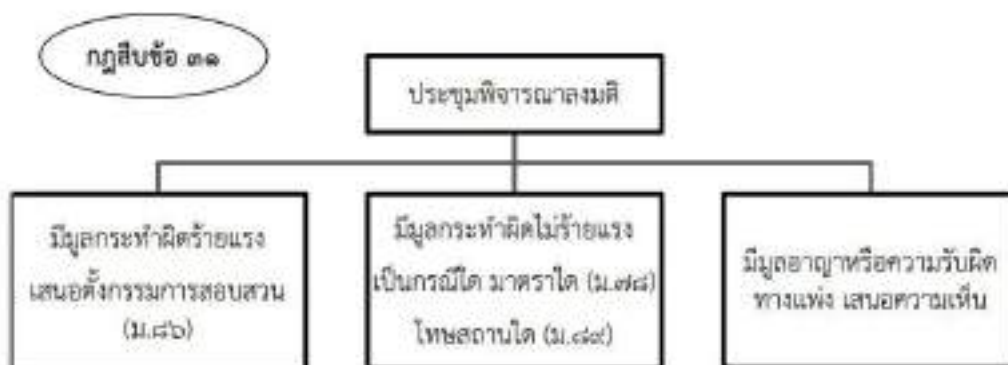 กฎสืบข้อ ๓๑
ประชุมพิจารณาลงมติ
มีมูลกระทำผิดร้ายแรง
เสนอตั้งกรรมการสอบสวน
(ม.๘๖)
มีมูลกระทำผิดไม่ร้ายแรง
เป็นกรณีใด มาตราใด (ม.๗๘)
โทษสถานใด (ม.๘๙)
มีมูลอาญาหรือความรับผิด
ทางแพ่ง เสนอความเห็น